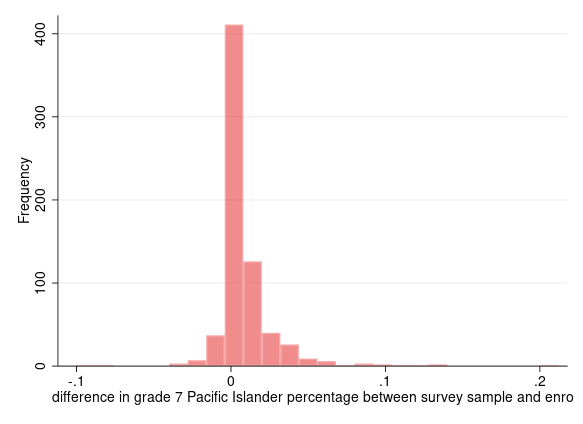 400
300
200
100
0
Frequency
-.1 0 .1 .2
difference in grade 7 Pacific Islander percentage between survey sample and enro